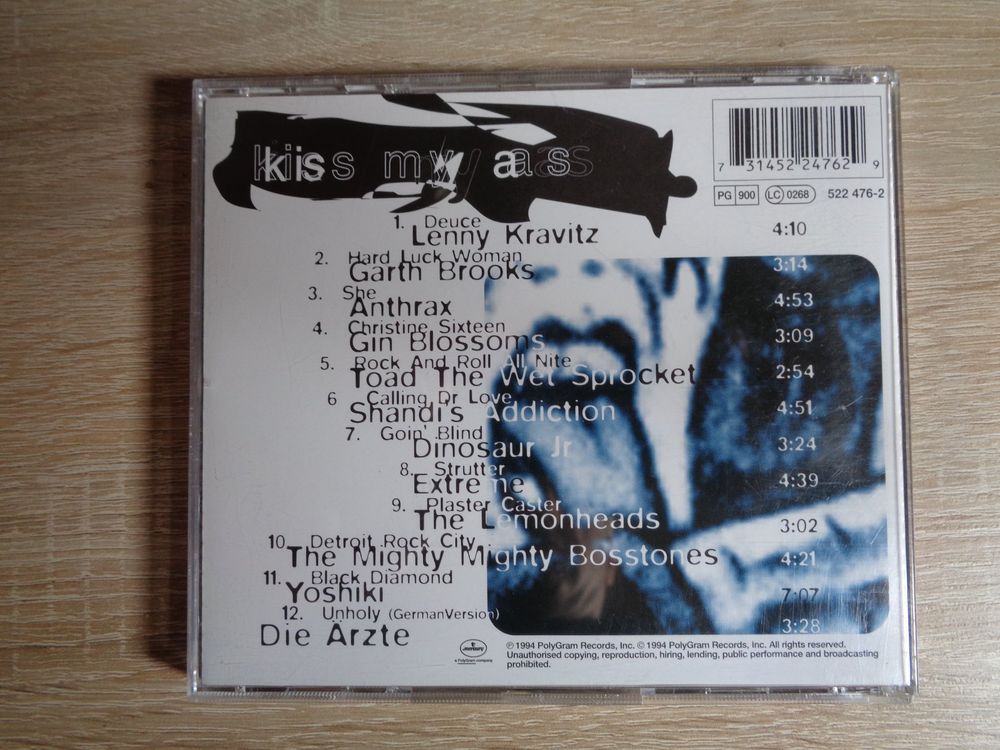 kiss my ass
7 31452 24762 9
PG 900 LC 0268 522 476-2
1. Deuce
Lenny Kravitz 4:10
2. Hard Luck Woman
Garth Brooks 3:14
3. She
Anthrax 4:53
4. Christine Sixteen
Gin Blossoms 3:09
5. Rock And Roll All Nite
Toad The Wet Sprocket 2:54
6 Calling Dr Love
Shandi's Addiction 4:51
7. Goin' Blind
Dinosaur Jr 3:24
8. Strutter
Extreme 4:39
9. Plaster Caster
The Lemonheads 3:02
10. Detroit Rock City
The Mighty Mighty Bosstones 4:21
11. Black Diamond
Yoshiki 7:07
12. Unholy (GermanVersion)
Die Ärzte 3:28
mercury
a PolyGram company
℗ 1994 PolyGram Records, Inc. © 1994 PolyGram Records, Inc. All rights reserved.
Unauthorised copying, reproduction, hiring, lending, public performance and broadcasting
prohibited.